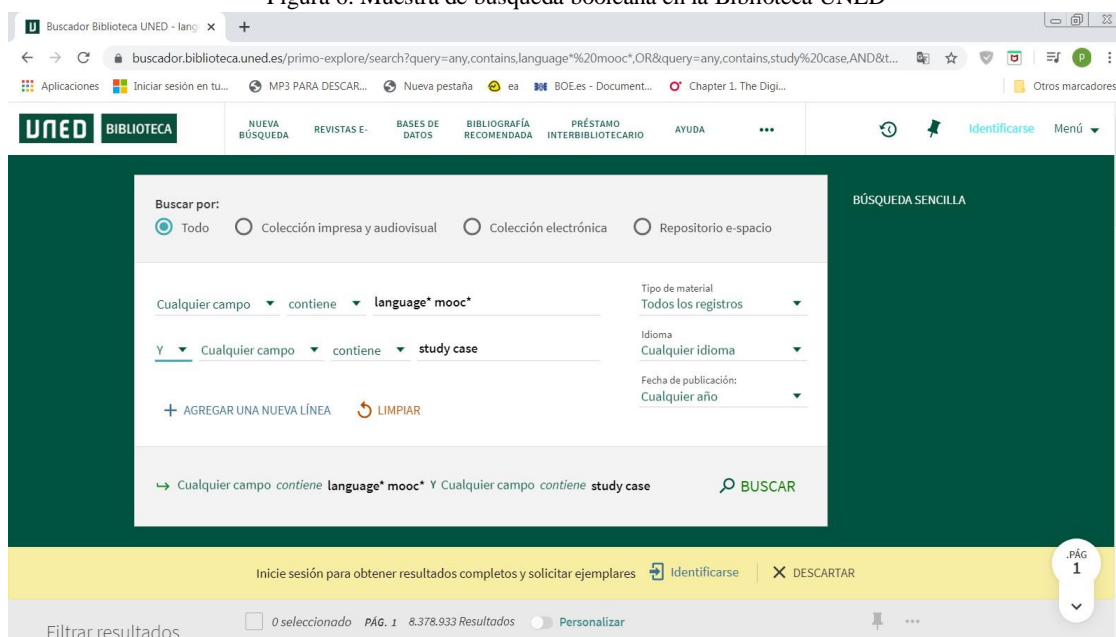 Figura 6. Muestra de búsqueda booleana en la Biblioteca UNED
Buscador Biblioteca UNED - lang
buscador.biblioteca.uned.es/primo-explore/search?query=any,contains,language*%20mooc*,OR&query=any,contains,study%20case,AND&t...
Aplicaciones Iniciar sesión en tu... MP3 PARA DESCAR... Nueva pestaña ea BOE.es - Document... Chapter 1. The Digi... Otros marcadores
UNED BIBLIOTECA NUEVA BÚSQUEDA REVISTAS E- BASES DE DATOS BIBLIOGRAFÍA RECOMENDADA PRÉSTAMO INTERBIBLIOTECARIO AYUDA ••• Identificarse Menú
BÚSQUEDA SENCILLA
Buscar por:
Todo Colección impresa y audiovisual Colección electrónica Repositorio e-spacio
Cualquier campo contiene language* mooc*
Y Cualquier campo contiene study case
Tipo de material
Todos los registros
Idioma
Cualquier idioma
Fecha de publicación:
Cualquier año
+ AGREGAR UNA NUEVA LÍNEA LIMPIAR
Cualquier campo contiene language* mooc* Y Cualquier campo contiene study case BUSCAR
Inicie sesión para obtener resultados completos y solicitar ejemplares Identificarse X DESCARTAR
.PÁG
1
Filtrar resultados
0 seleccionado PÁG. 1 8.378.933 Resultados Personalizar •••